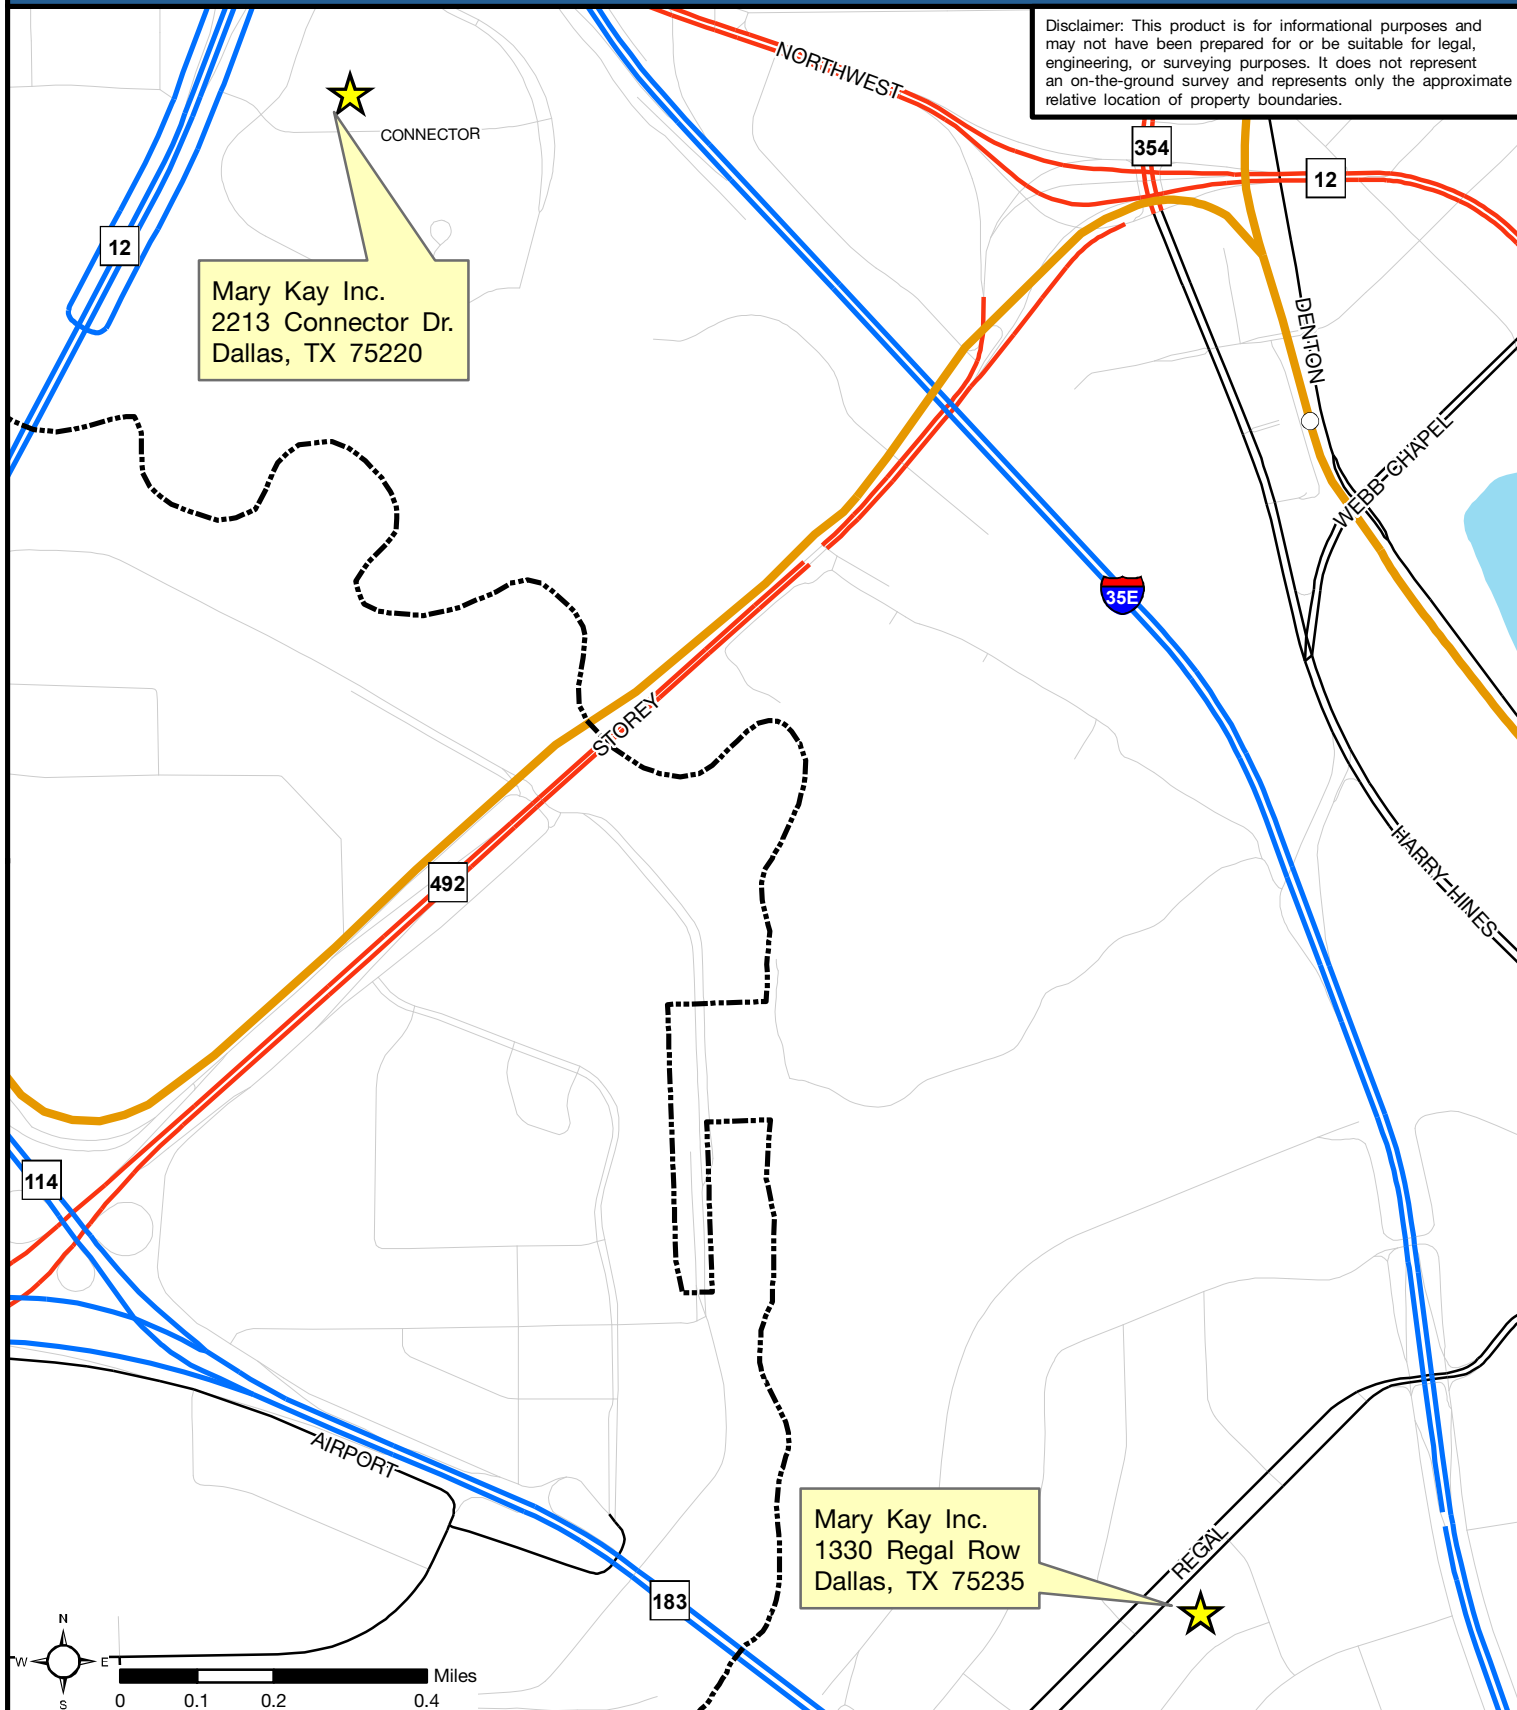 Disclaimer: This product is for informational purposes and
may not have been prepared for or be suitable for legal,
engineering, or surveying purposes. It does not represent
an on-the-ground survey and represents only the approximate
relative location of property boundaries.
NORTHWEST
CONNECTOR
354
12
12
Mary Kay Inc.
2213 Connector Dr.
Dallas, TX 75220
DENTON
WEBB-CHAPEL
35E
STOREY
HARRY-HINES
492
114
AIRPORT
Mary Kay Inc.
1330 Regal Row
Dallas, TX 75235
REGAL
183
N
W
E
S
Miles
0
0.1
0.2
0.4